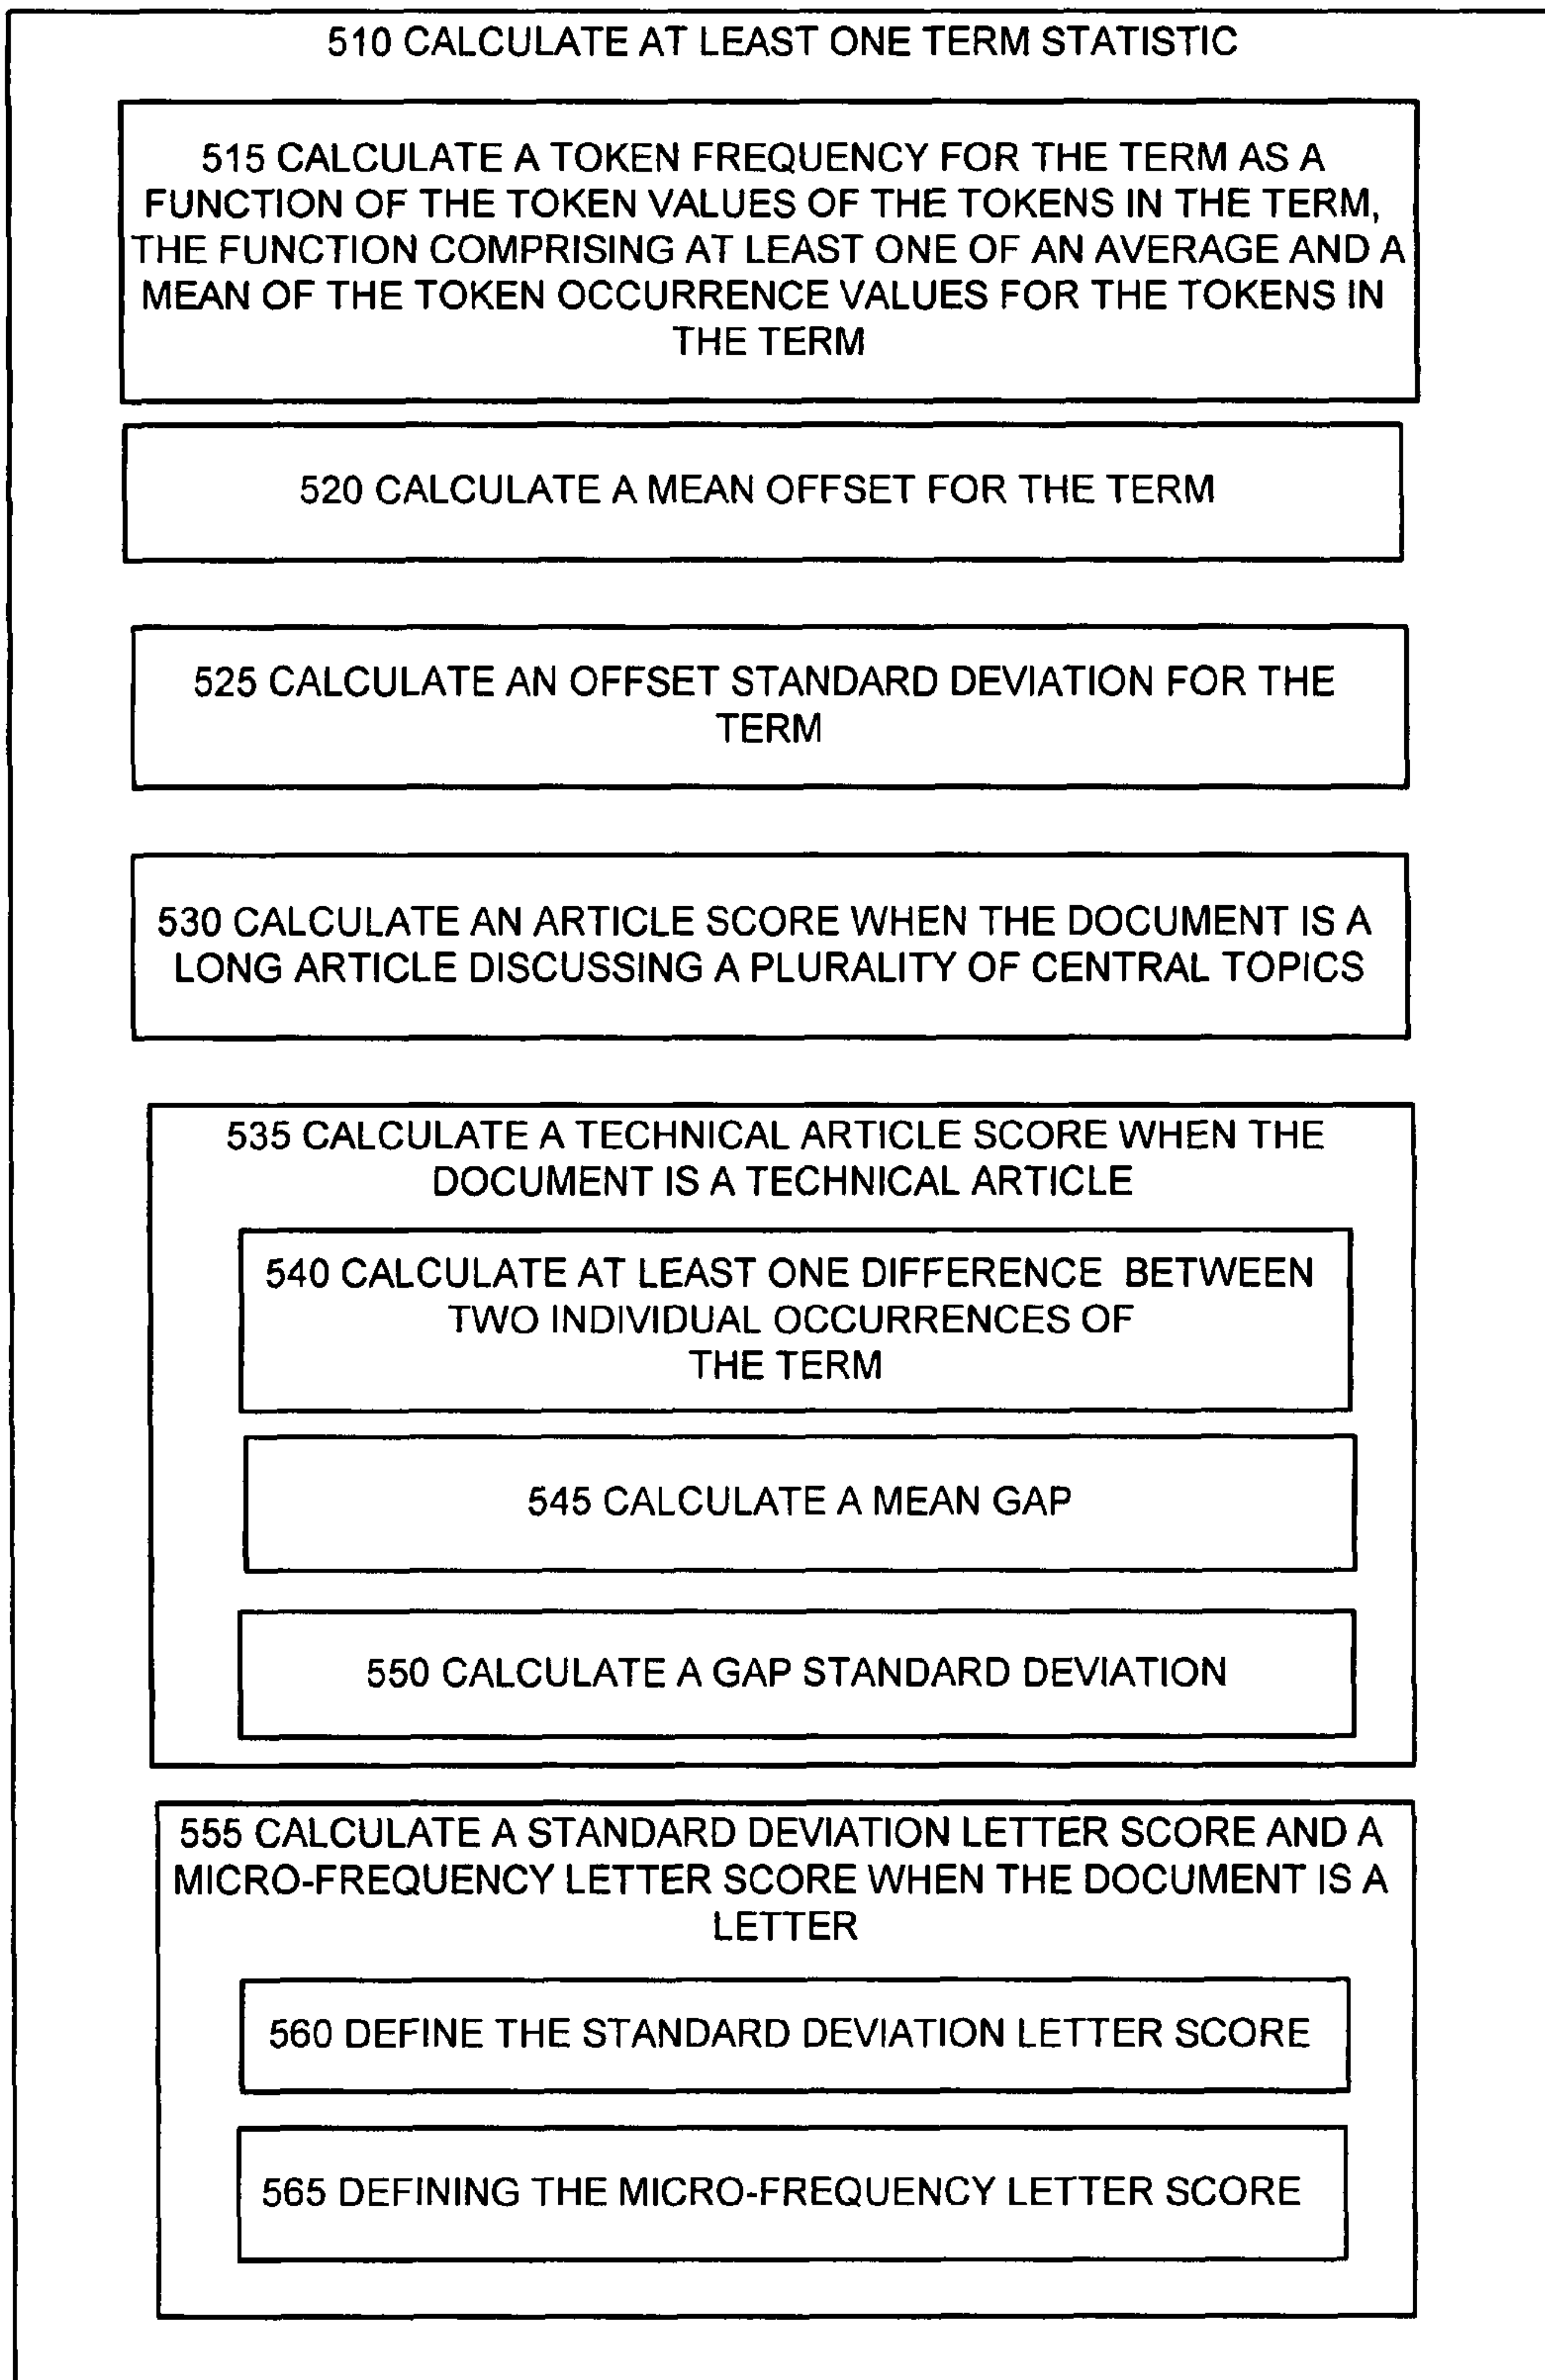 510 CALCULATE AT LEAST ONE TERM STATISTIC
515 CALCULATE A TOKEN FREQUENCY FOR THE TERM AS A
FUNCTION OF THE TOKEN VALUES OF THE TOKENS IN THE TERM,
THE FUNCTION COMPRISING AT LEAST ONE OF AN AVERAGE AND A
MEAN OF THE TOKEN OCCURRENCE VALUES FOR THE TOKENS IN
THE TERM
520 CALCULATE A MEAN OFFSET FOR THE TERM
525 CALCULATE AN OFFSET STANDARD DEVIATION FOR THE
TERM
530 CALCULATE AN ARTICLE SCORE WHEN THE DOCUMENT IS A
LONG ARTICLE DISCUSSING A PLURALITY OF CENTRAL TOPICS
535 CALCULATE A TECHNICAL ARTICLE SCORE WHEN THE
DOCUMENT IS A TECHNICAL ARTICLE
540 CALCULATE AT LEAST ONE DIFFERENCE BETWEEN
TWO INDIVIDUAL OCCURRENCES OF
THE TERM
545 CALCULATE A MEAN GAP
550 CALCULATE A GAP STANDARD DEVIATION
555 CALCULATE A STANDARD DEVIATION LETTER SCORE AND A
MICRO-FREQUENCY LETTER SCORE WHEN THE DOCUMENT IS A
LETTER
560 DEFINE THE STANDARD DEVIATION LETTER SCORE
565 DEFINING THE MICRO-FREQUENCY LETTER SCORE